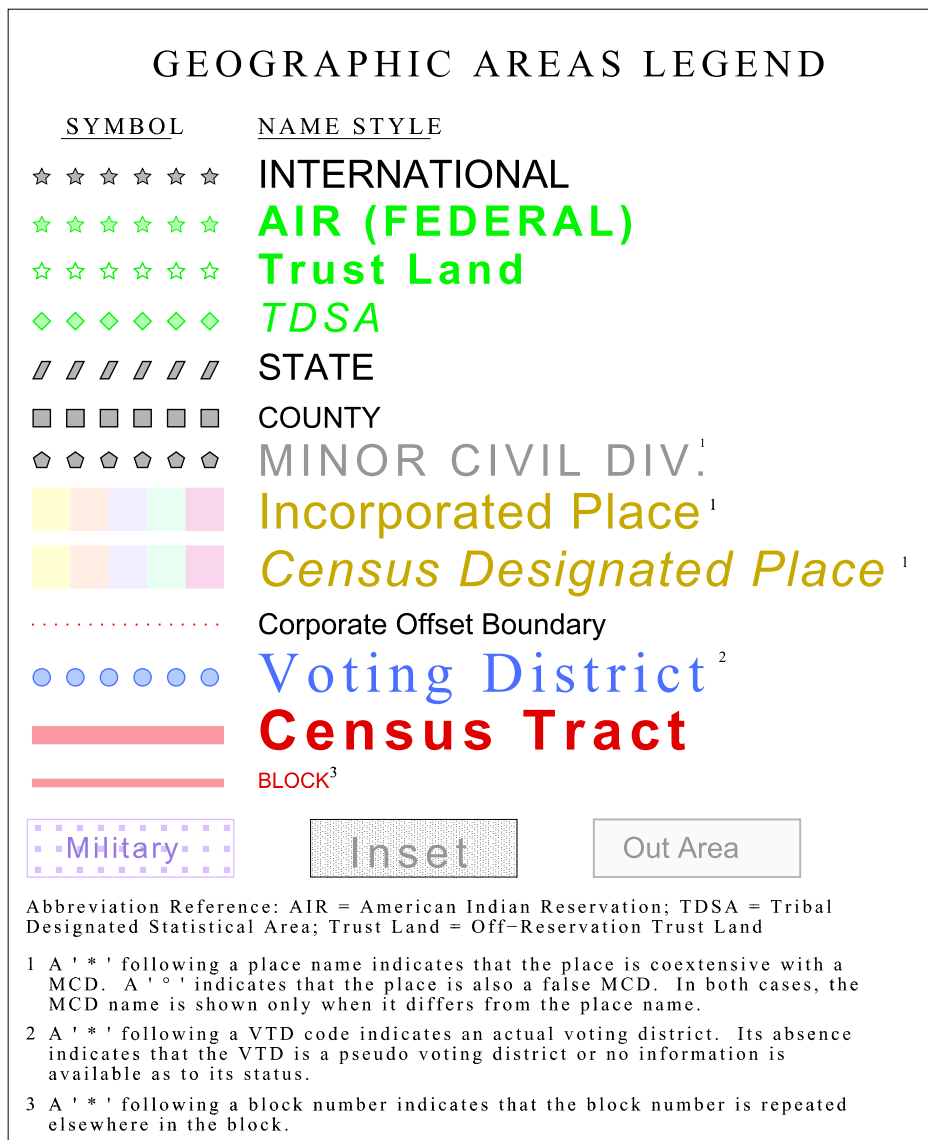 GEOGRAPHIC AREAS LEGEND
SYMBOL NAME STYLE
INTERNATIONAL
AIR (FEDERAL)
Trust Land
TDSA
STATE
COUNTY
MINOR CIVIL DIV.1
Incorporated Place 1
Census Designated Place 1
Corporate Offset Boundary
Voting District 2
Census Tract
BLOCK3
Military Inset Out Area
Abbreviation Reference: AIR = American Indian Reservation; TDSA = Tribal
Designated Statistical Area; Trust Land = Off−Reservation Trust Land
1 A ' * ' following a place name indicates that the place is coextensive with a
MCD. A ' ° ' indicates that the place is also a false MCD. In both cases, the
MCD name is shown only when it differs from the place name.
2 A ' * ' following a VTD code indicates an actual voting district. Its absence
indicates that the VTD is a pseudo voting district or no information is
available as to its status.
3 A ' * ' following a block number indicates that the block number is repeated
elsewhere in the block.